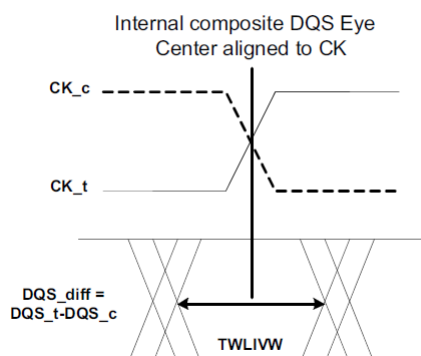 Internal composite DQS Eye
Center aligned to CK
CK_c
CK_t
DQS_diff =
DQS_t-DQS_c
TWLIVW